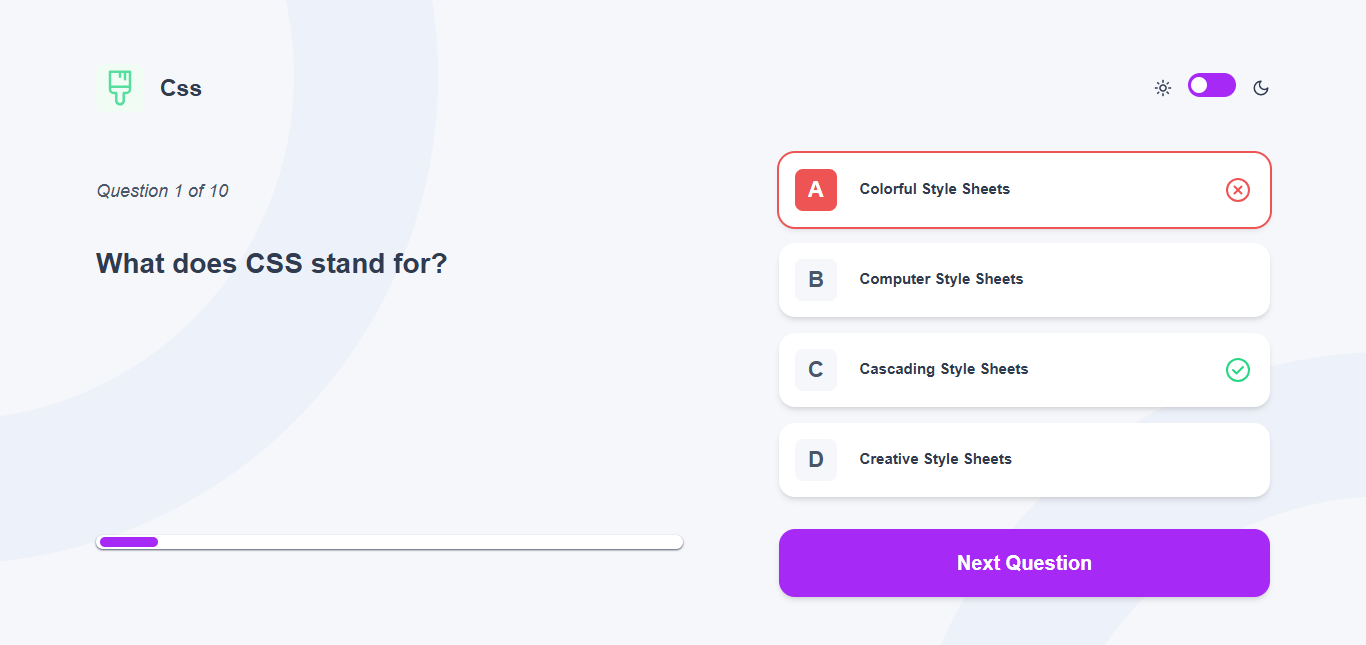 Css
Question 1 of 10
What does CSS stand for?
A Colorful Style Sheets
B Computer Style Sheets
C Cascading Style Sheets
D Creative Style Sheets
Next Question